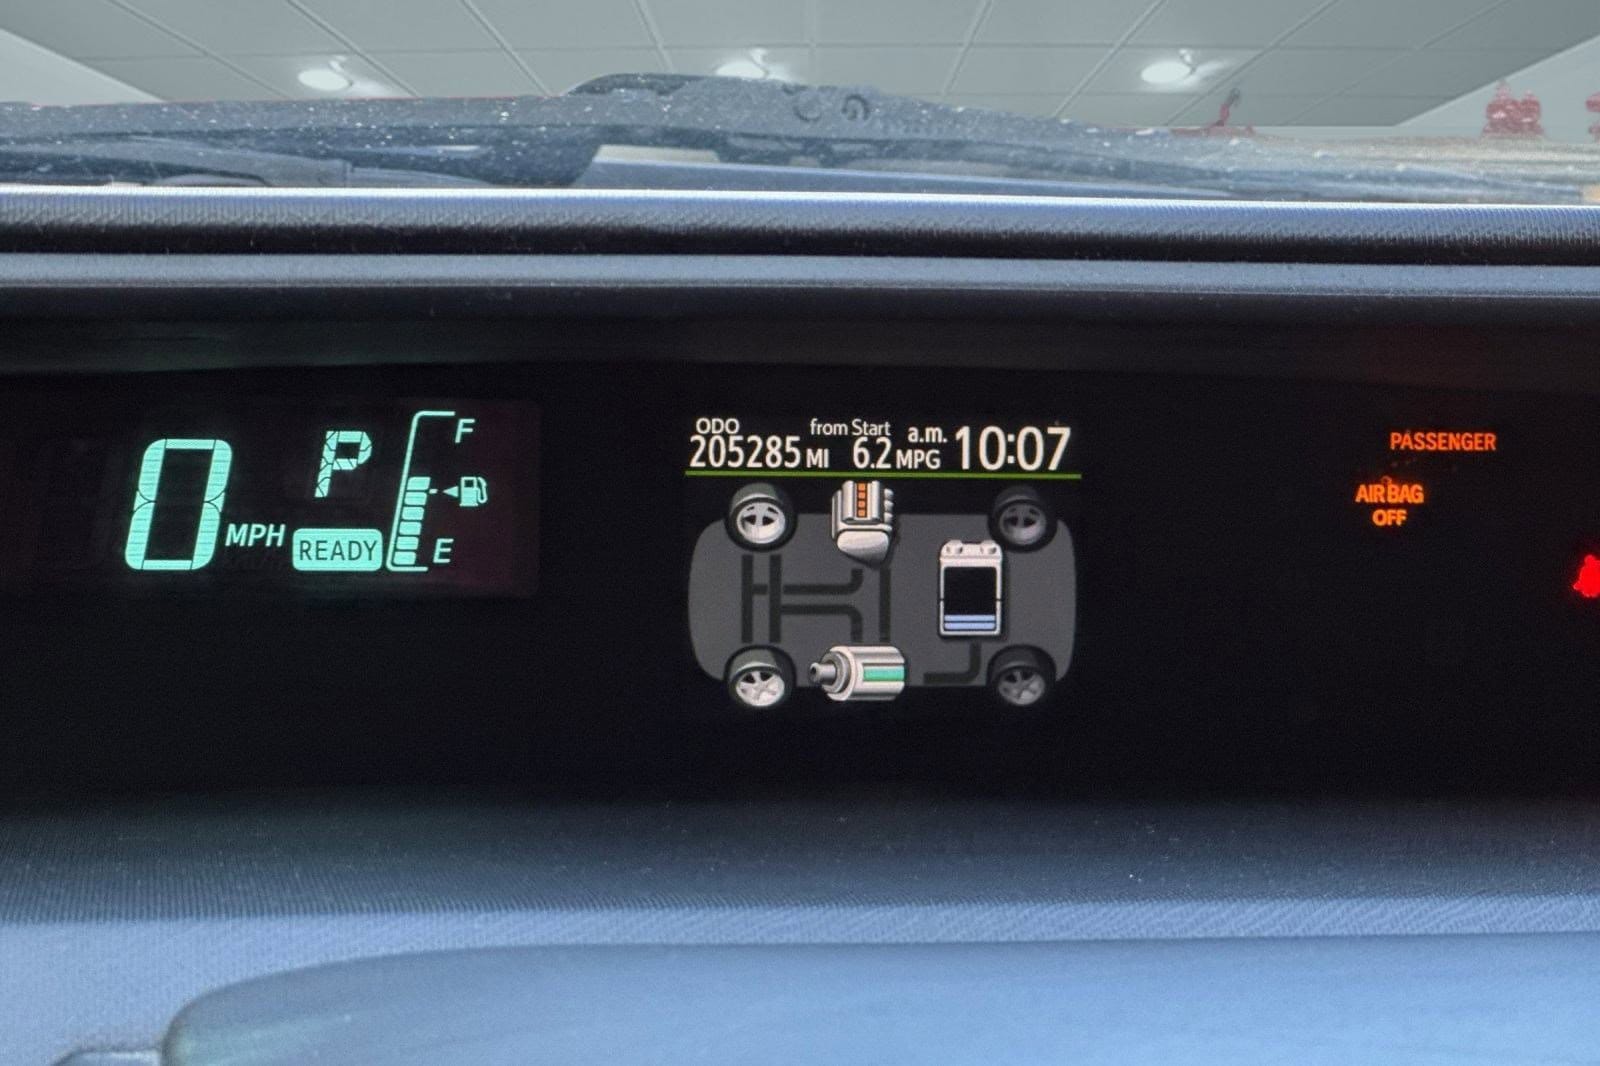 0 MPH
P
READY
F
E
ODO
205285 MI
from Start
6.2 MPG
a.m. 10:07
PASSENGER
AIR BAG
OFF